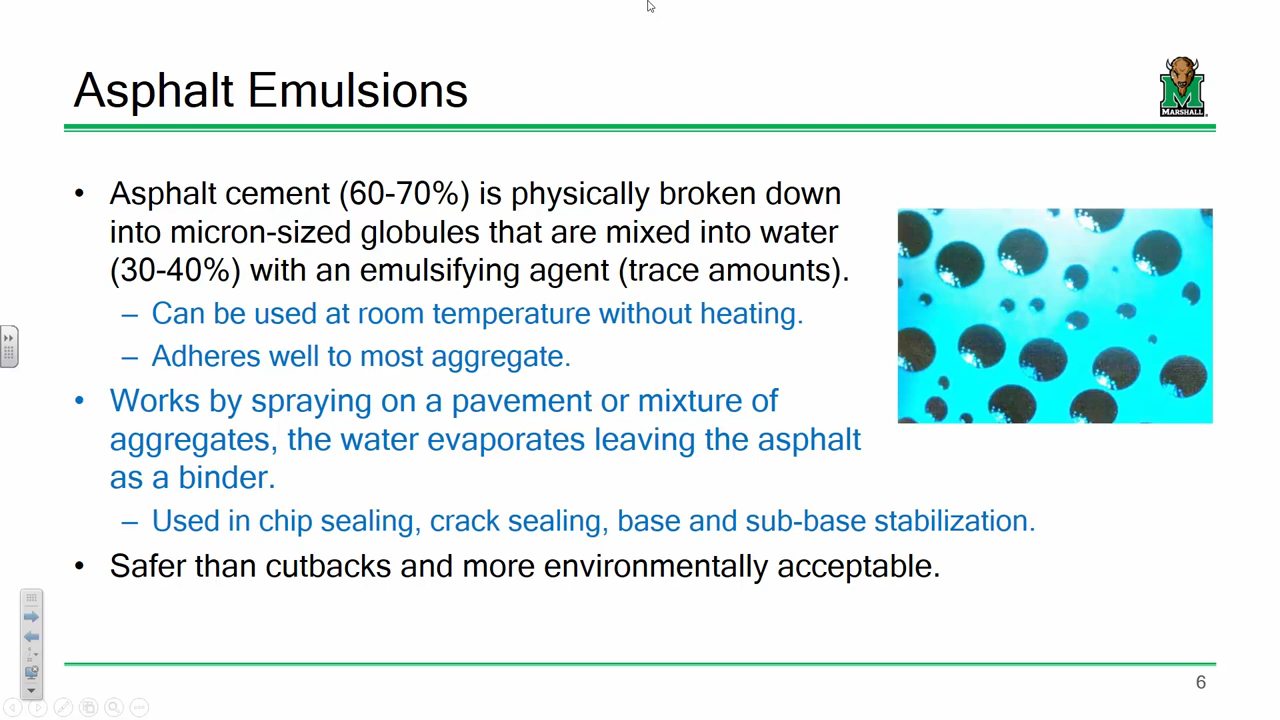 Asphalt Emulsions
MARSHALL
• Asphalt cement (60-70%) is physically broken down
into micron-sized globules that are mixed into water
(30-40%) with an emulsifying agent (trace amounts).
– Can be used at room temperature without heating.
– Adheres well to most aggregate.
• Works by spraying on a pavement or mixture of
aggregates, the water evaporates leaving the asphalt
as a binder.
– Used in chip sealing, crack sealing, base and sub-base stabilization.
• Safer than cutbacks and more environmentally acceptable.
6